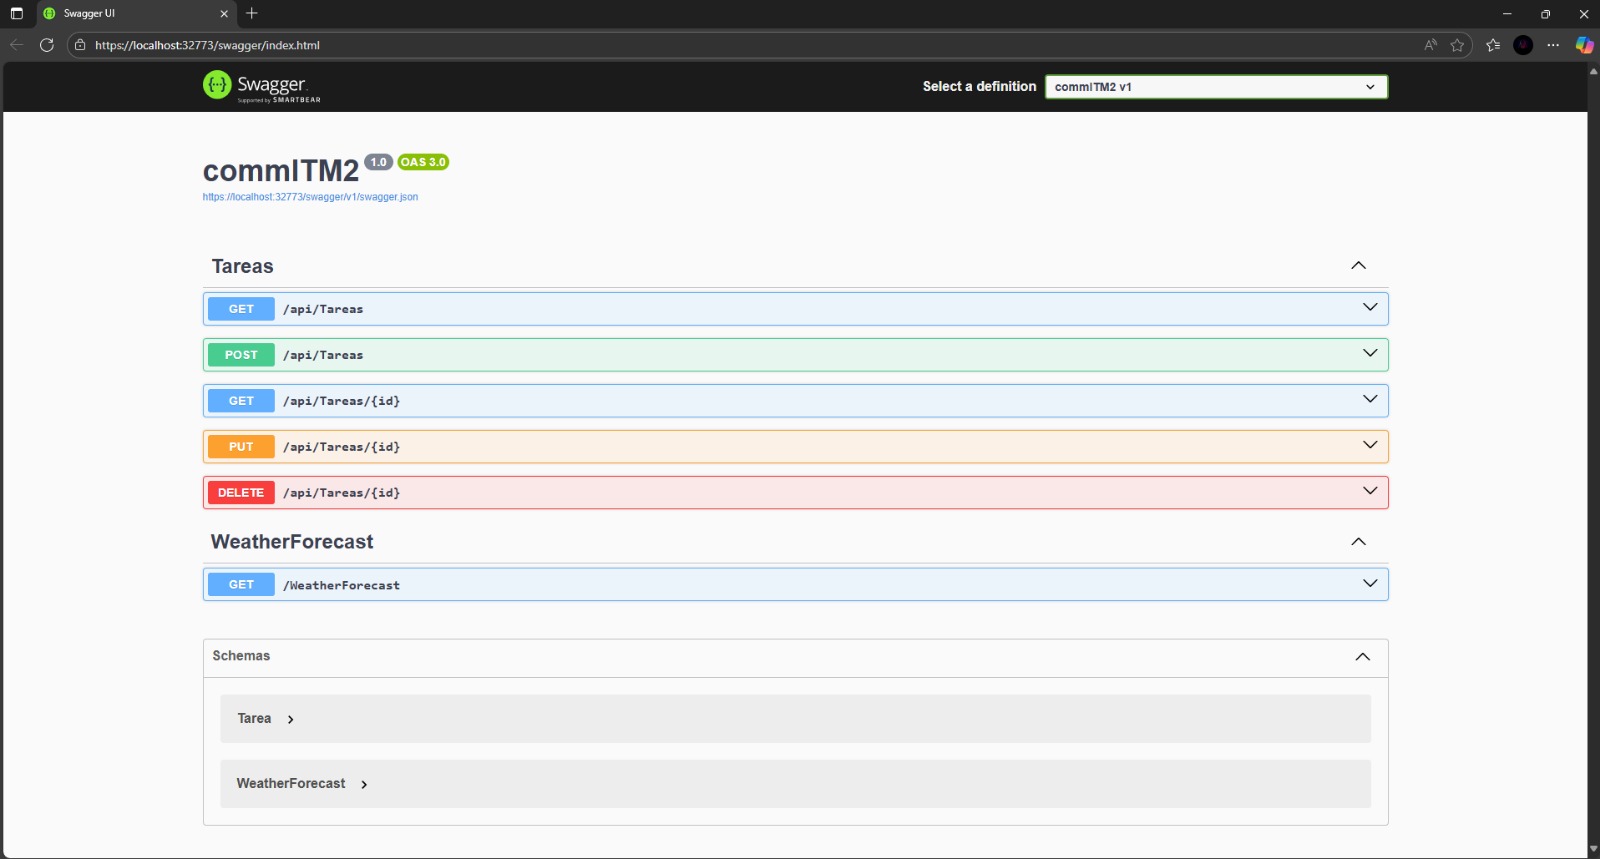 Swagger UI
https://localhost:32773/swagger/index.html
Swagger
Supported by SMARTBEAR
Select a definition
commITM2 v1
commITM2 1.0 OAS 3.0
https://localhost:32773/swagger/v1/swagger.json
Tareas
GET /api/Tareas
POST /api/Tareas
GET /api/Tareas/{id}
PUT /api/Tareas/{id}
DELETE /api/Tareas/{id}
WeatherForecast
GET /WeatherForecast
Schemas
Tarea
WeatherForecast